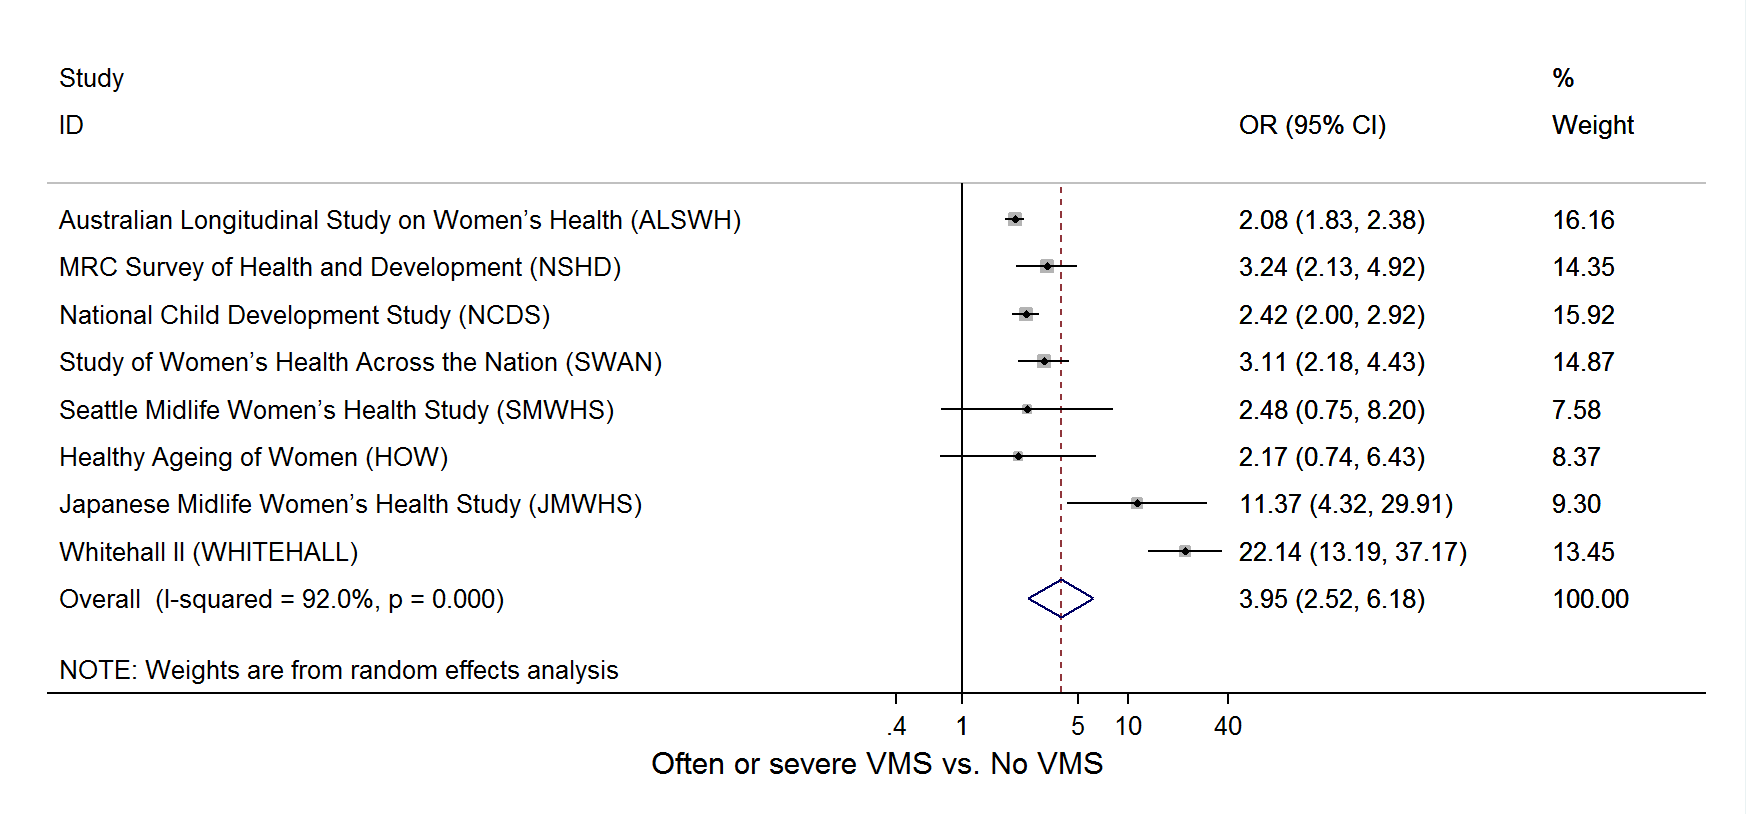 Study %
ID OR (95% CI) Weight
Australian Longitudinal Study on Women’s Health (ALSWH) 2.08 (1.83, 2.38) 16.16
MRC Survey of Health and Development (NSHD) 3.24 (2.13, 4.92) 14.35
National Child Development Study (NCDS) 2.42 (2.00, 2.92) 15.92
Study of Women’s Health Across the Nation (SWAN) 3.11 (2.18, 4.43) 14.87
Seattle Midlife Women’s Health Study (SMWHS) 2.48 (0.75, 8.20) 7.58
Healthy Ageing of Women (HOW) 2.17 (0.74, 6.43) 8.37
Japanese Midlife Women’s Health Study (JMWHS) 11.37 (4.32, 29.91) 9.30
Whitehall II (WHITEHALL) 22.14 (13.19, 37.17) 13.45
Overall (I-squared = 92.0%, p = 0.000) 3.95 (2.52, 6.18) 100.00
NOTE: Weights are from random effects analysis
.4 1 5 10 40
Often or severe VMS vs. No VMS